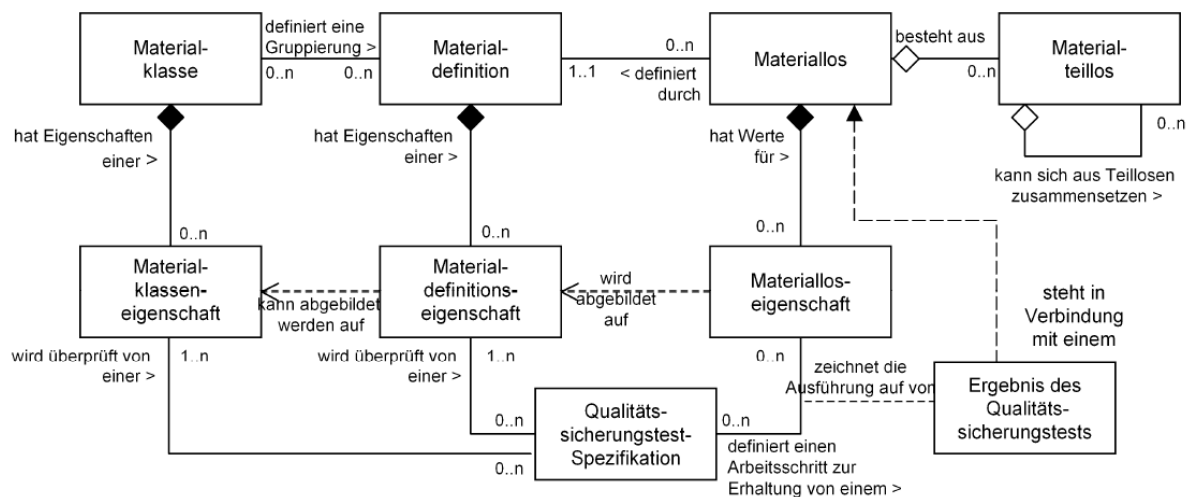 Material-
klasse
definiert eine
Gruppierung >
0..n
0..n
Material-
definition
1..1
0..n
< definiert
durch
Materiallos
besteht aus
0..n
Material-
teillos
0..n
kann sich aus Teillosen
zusammensetzen >
hat Eigenschaften
einer >
0..n
hat Eigenschaften
einer >
0..n
hat Werte
für >
0..n
Material-
klassen-
eigenschaft
kann abgebildet
werden auf
Material-
definitions-
eigenschaft
wird
abgebildet
auf
Materiallos-
eigenschaft
steht in
Verbindung
mit einem
wird überprüft von
einer >
1..n
wird überprüft von
einer >
1..n
0..n
zeichnet die
Ausführung auf von
Ergebnis des
Qualitäts-
sicherungstests
0..n
0..n
Qualitäts-
sicherungstest-
Spezifikation
0..n
definiert einen
Arbeitsschritt zur
Erhaltung von einem >